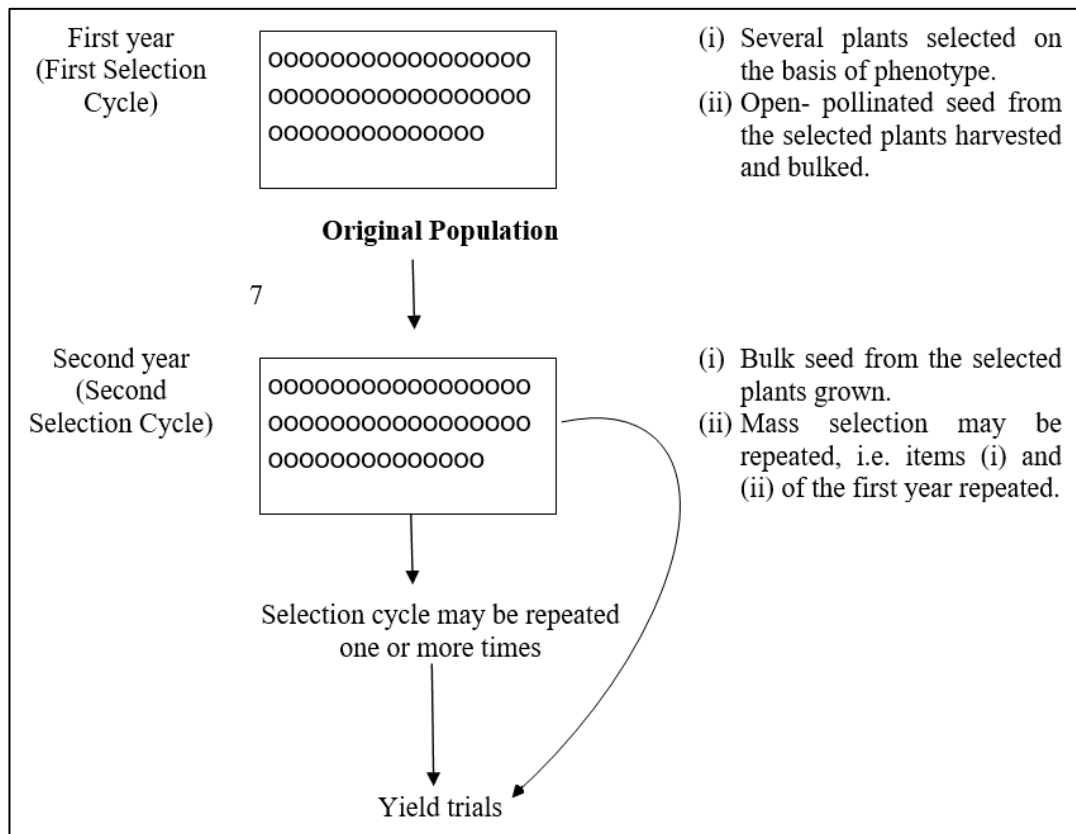 First year
(First Selection
Cycle)
ooooooooooooooooo
ooooooooooooooooo
oooooooooooooo
(i) Several plants selected on
the basis of phenotype.
(ii) Open- pollinated seed from
the selected plants harvested
and bulked.
Original Population
7
Second year
(Second
Selection Cycle)
ooooooooooooooooo
ooooooooooooooooo
oooooooooooooo
(i) Bulk seed from the selected
plants grown.
(ii) Mass selection may be
repeated, i.e. items (i) and
(ii) of the first year repeated.
Selection cycle may be repeated
one or more times
Yield trials